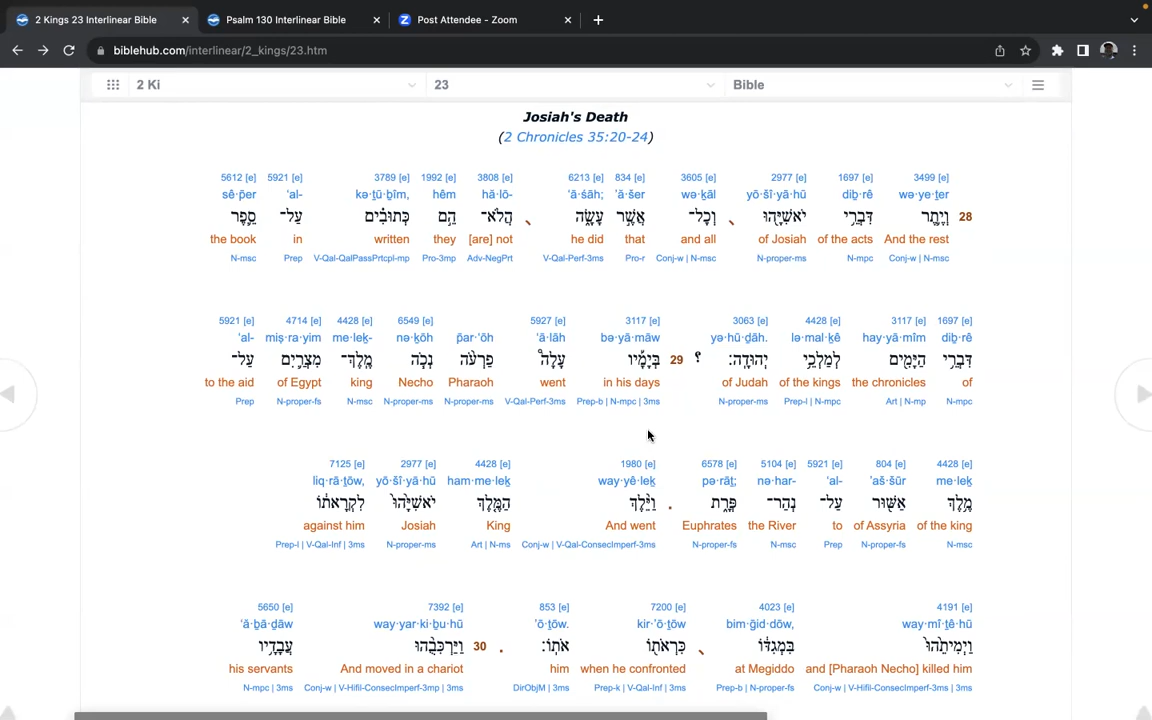 2 Kings 23 Interlinear Bible
Psalm 130 Interlinear Bible
Post Attendee - Zoom
biblehub.com/interlinear/2_kings/23.htm
2 Ki 23 Bible
Josiah's Death
(2 Chronicles 35:20-24)
5612 [e] 5921 [e] 3789 [e] 1992 [e] 3808 [e] 6213 [e] 834 [e] 3605 [e] 2977 [e] 1697 [e] 3499 [e]
sê·p̄er ‘al- kə·ṯū·ḇîm, hêm hă·lō- ‘ā·śāh; ’ă·šer wə·ḵāl yō·šî·yā·hū diḇ·rê wə·ye·ṯer
28 וְיֶ֛תֶר דִּבְרֵ֥י יֹאשִׁיָּ֖הוּ 、 וְכָל־ אֲשֶׁ֣ר עָשָׂ֑ה 、 הֲלֹא־ הֵ֣ם כְּתוּבִ֗ים עַל־ סֵ֛פֶר
the book in written they [are] not he did that and all of Josiah of the acts And the rest
N-msc Prep V-Qal-QalPassPrtcpl-mp Pro-3mp Adv-NegPrt V-Qal-Perf-3ms Pro-r Conj-w | N-msc N-proper-ms N-mpc Conj-w | N-msc
5921 [e] 4714 [e] 4428 [e] 6549 [e] 5927 [e] 3117 [e] 3063 [e] 4428 [e] 3117 [e] 1697 [e]
‘al- miṣ·ra·yim me·leḵ- nə·ḵōh p̄ar·‘ōh ‘ā·lāh bə·yā·māw yə·hū·ḏāh. lə·mal·ḵê hay·yā·mîm diḇ·rê
דִּבְרֵ֥י הַיָּמִ֖ים לְמַלְכֵ֥י יְהוּדָֽה׃ ؟ 29 בְּיָמָ֡יו עָלָה֩ פַרְעֹ֨ה נְכֹ֧ה מֶֽלֶךְ־ מִצְרַ֛יִם עַל־
to the aid of Egypt king Necho Pharaoh went in his days of Judah of the kings the chronicles of
Prep N-proper-fs N-msc N-proper-ms N-proper-ms V-Qal-Perf-3ms Prep-b | N-mpc | 3ms N-proper-ms Prep-l | N-mpc Art | N-mp N-mpc
7125 [e] 2977 [e] 4428 [e] 1980 [e] 6578 [e] 5104 [e] 5921 [e] 804 [e] 4428 [e]
liq·rā·ṯōw, yō·šî·yā·hū ham·me·leḵ way·yê·leḵ pə·rāṯ; nə·har- ‘al- ’aš·šūr me·leḵ
מֶ֥לֶךְ אַשּׁ֖וּר עַל־ נְהַר־ פְּרָ֑ת . וַיֵּ֨לֶךְ הַמֶּ֤לֶךְ יֹאשִׁיָּ֙הוּ֙ לִקְרָאת֔וֹ
against him Josiah King And went Euphrates the River to of Assyria of the king
Prep-l | V-Qal-Inf | 3ms N-proper-ms Art | N-ms Conj-w | V-Qal-ConsecImperf-3ms N-proper-fs N-msc Prep N-proper-fs N-msc
5650 [e] 7392 [e] 853 [e] 7200 [e] 4023 [e] 4191 [e]
‘ă·ḇā·ḏāw way·yar·ki·ḇu·hū ’ō·ṯōw. kir·’ō·ṯōw bim·ḡid·dōw, way·mî·ṯê·hū
וַיְמִיתֵ֙הוּ֙ בִּמְגִדּ֔וֹ 、 כִּרְאֹת֖וֹ אֹתֽוֹ׃ . 30 וַיַּרְכִּבֻ֨הוּ עֲבָדָ֥יו
his servants And moved in a chariot him when he confronted at Megiddo and [Pharaoh Necho] killed him
N-mpc | 3ms Conj-w | V-Hifil-ConsecImperf-3mp | 3ms DirObjM | 3ms Prep-k | V-Qal-Inf | 3ms Prep-b | N-proper-ms Conj-w | V-Hifil-ConsecImperf-3ms | 3ms